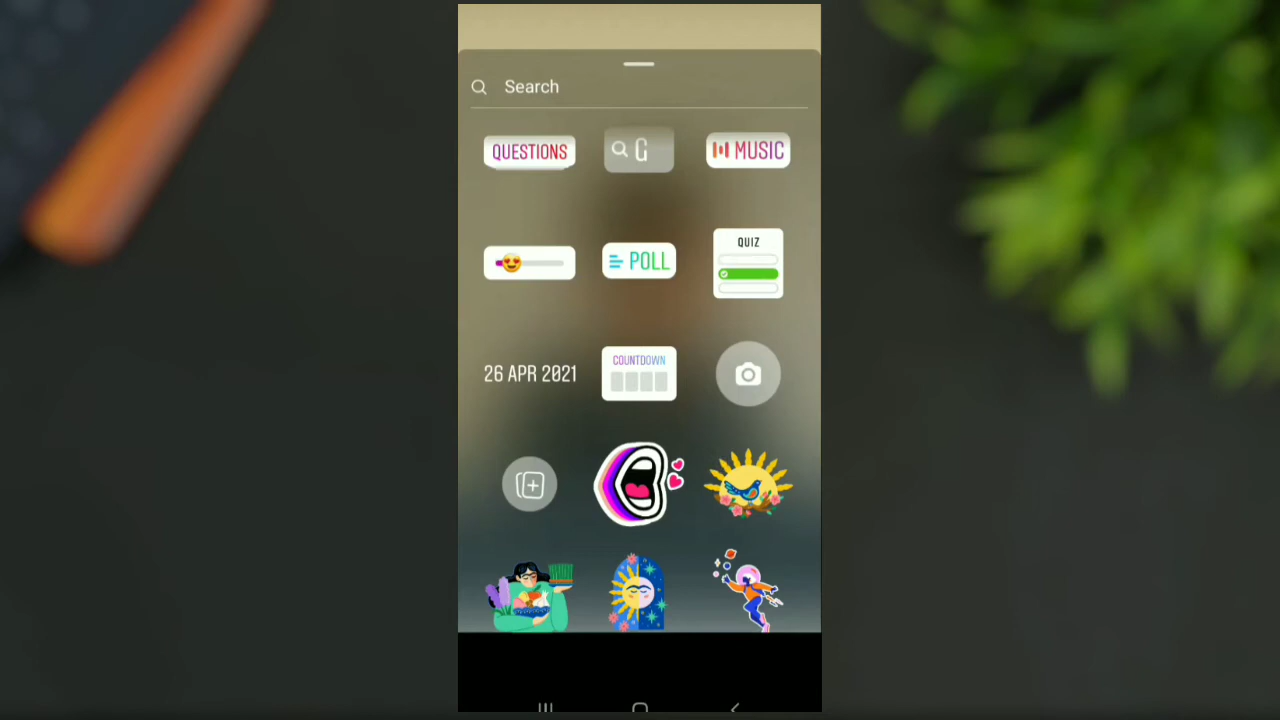 Search
QUESTIONS
G
MUSIC
POLL
QUIZ
26 APR 2021
COUNTDOWN